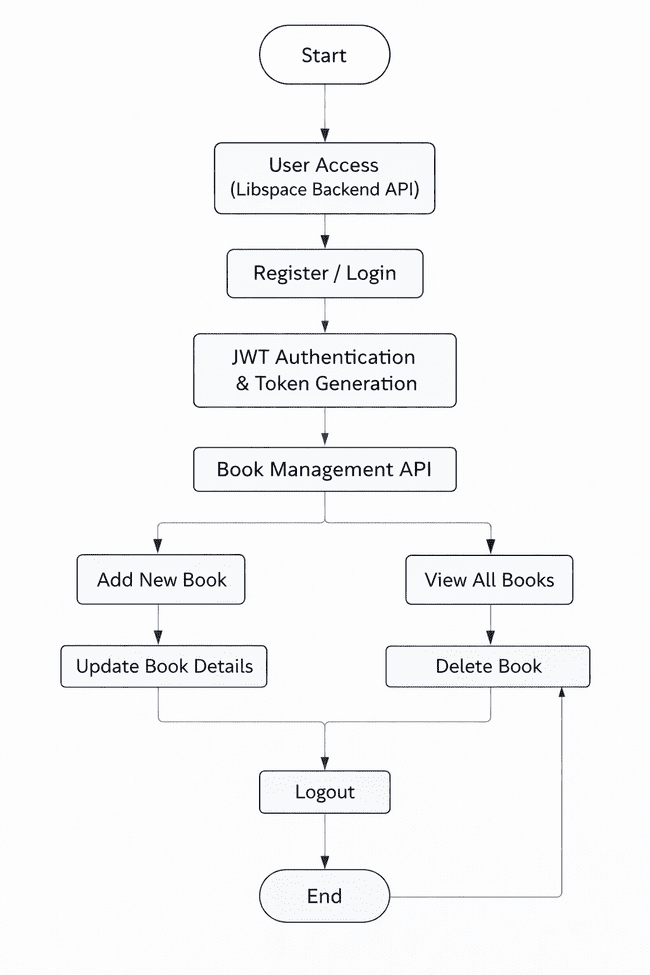 Start
User Access
(Libspace Backend API)
Register / Login
JWT Authentication
& Token Generation
Book Management API
Add New Book
View All Books
Update Book Details
Delete Book
Logout
End